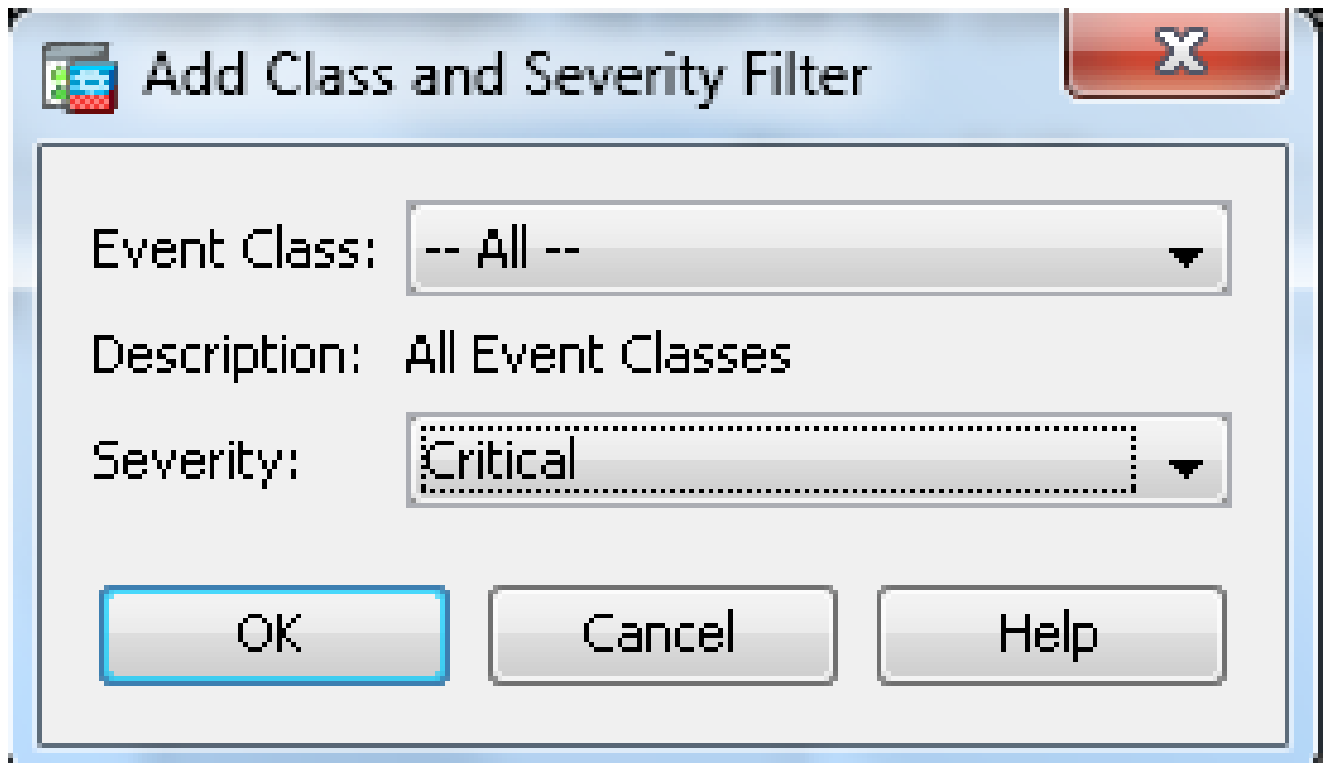 Add Class and Severity Filter
Event Class: -- All --
Description: All Event Classes
Severity: Critical
OK Cancel Help